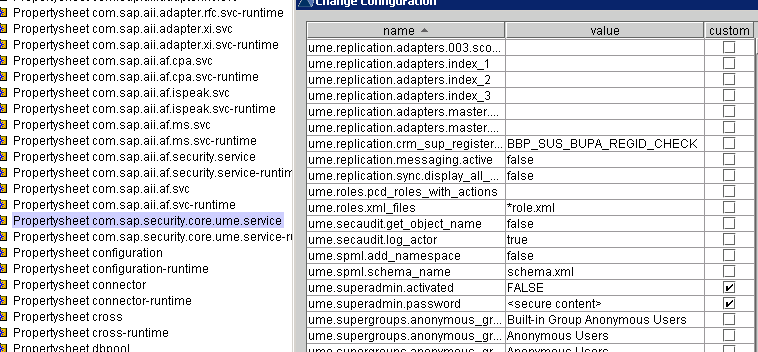 Propertysheet com.sap.aii.adapter.rfc.svc-runtime
Propertysheet com.sap.aii.adapter.xi.svc
Propertysheet com.sap.aii.adapter.xi.svc-runtime
Propertysheet com.sap.aii.af.cpa.svc
Propertysheet com.sap.aii.af.cpa.svc-runtime
Propertysheet com.sap.aii.af.ispeak.svc
Propertysheet com.sap.aii.af.ispeak.svc-runtime
Propertysheet com.sap.aii.af.ms.svc
Propertysheet com.sap.aii.af.ms.svc-runtime
Propertysheet com.sap.aii.af.security.service
Propertysheet com.sap.aii.af.security.service-runtim
Propertysheet com.sap.aii.af.svc
Propertysheet com.sap.aii.af.svc-runtime
Propertysheet com.sap.security.core.ume.service
Propertysheet com.sap.security.core.ume.service-ru
Propertysheet configuration
Propertysheet configuration-runtime
Propertysheet connector
Propertysheet connector-runtime
Propertysheet cross
Propertysheet cross-runtime
Propertysheet dbpool
Change Configuration
name value custom
ume.replication.adapters.003.sco...
ume.replication.adapters.index_1
ume.replication.adapters.index_2
ume.replication.adapters.index_3
ume.replication.adapters.master....
ume.replication.adapters.master....
ume.replication.crm_sup_register... BBP_SUS_BUPA_REGID_CHECK
ume.replication.messaging.active false
ume.replication.sync.display_all_... false
ume.roles.pcd_roles_with_actions
ume.roles.xml_files *role.xml
ume.secaudit.get_object_name false
ume.secaudit.log_actor true
ume.spml.add_namespace false
ume.spml.schema_name schema.xml
ume.superadmin.activated FALSE
ume.superadmin.password <secure content>
ume.supergroups.anonymous_gr... Built-in Group Anonymous Users
ume.supergroups.anonymous_gr... Anonymous Users
ume.supergroups.anonymous_gr... Anonymous Users